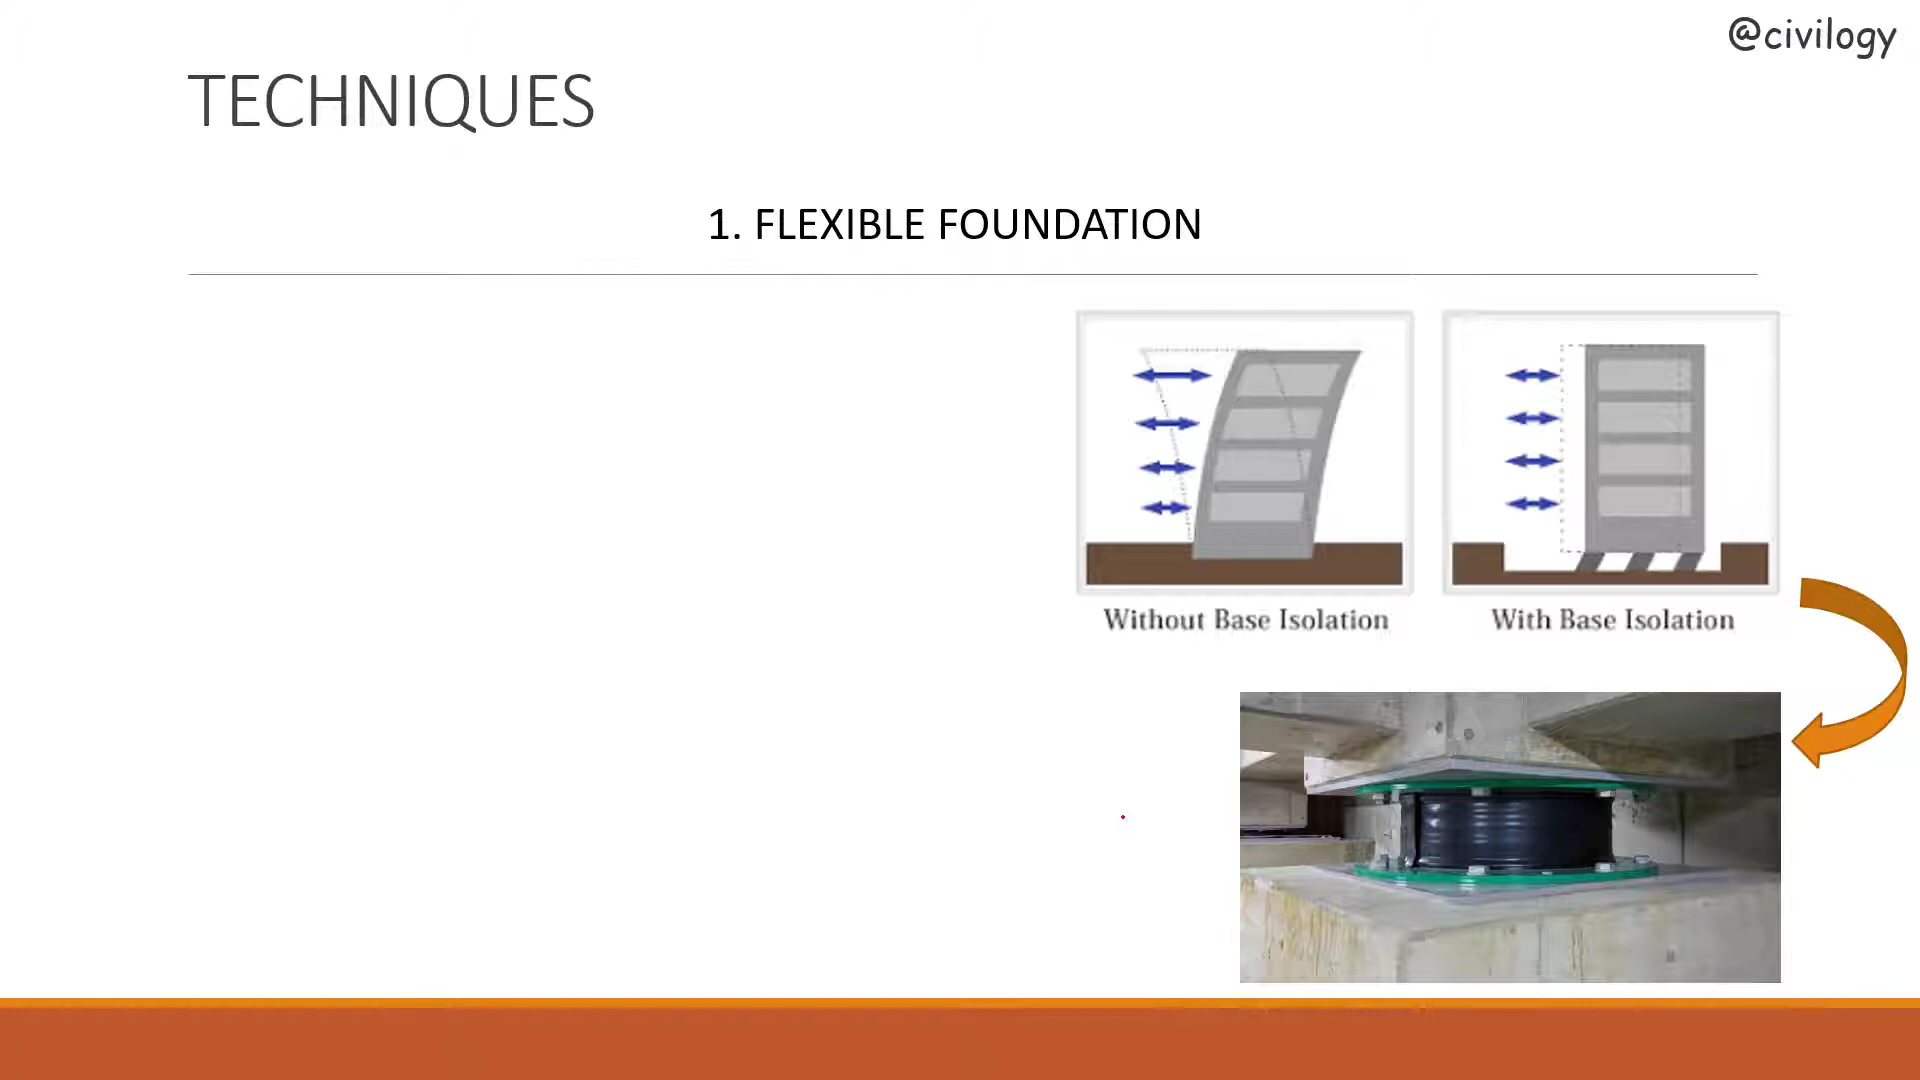 @civilogy
TECHNIQUES
1. FLEXIBLE FOUNDATION
Without Base Isolation
With Base Isolation